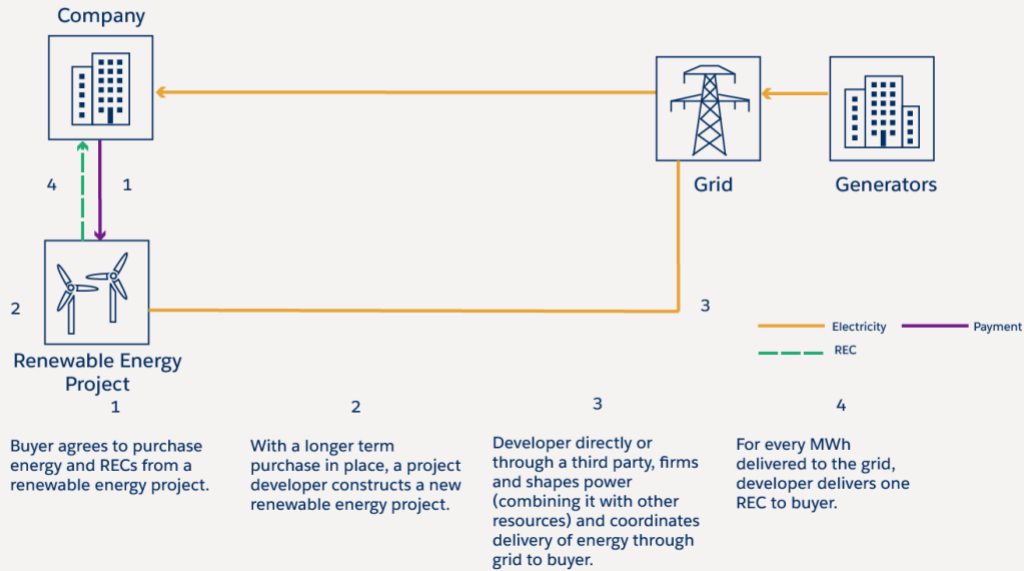 Company
Grid
Generators
4
1
2
3
Electricity
Payment
REC
Renewable Energy
Project
1
Buyer agrees to purchase
energy and RECs from a
renewable energy project.
2
With a longer term
purchase in place, a project
developer constructs a new
renewable energy project.
3
Developer directly or
through a third party, firms
and shapes power
(combining it with other
resources) and coordinates
delivery of energy through
grid to buyer.
4
For every MWh
delivered to the grid,
developer delivers one
REC to buyer.